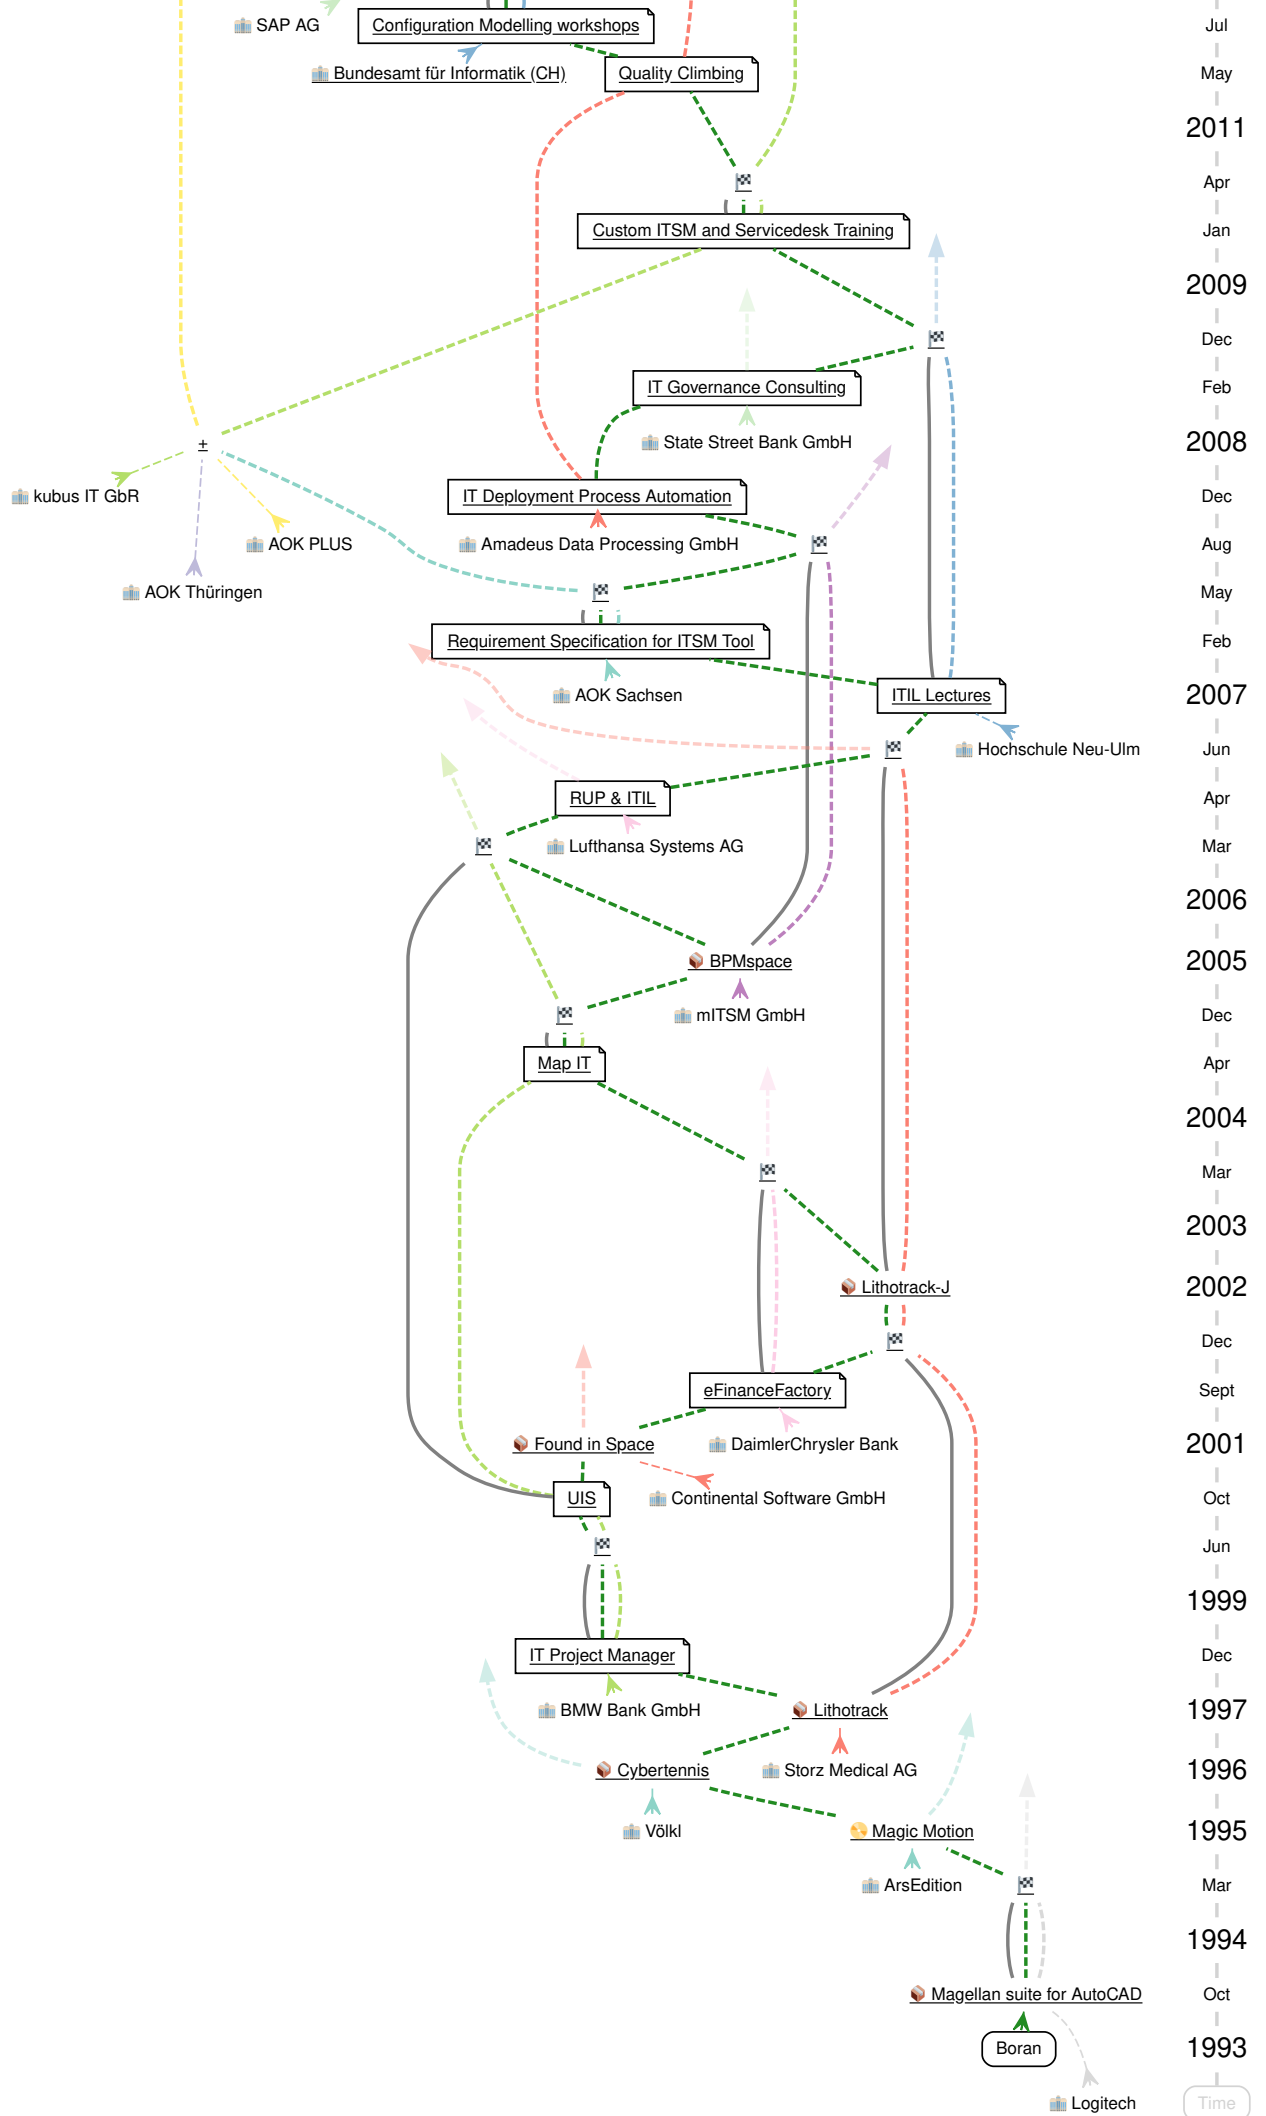 SAP AG
Configuration Modelling workshops
Jul
Bundesamt für Informatik (CH)
Quality Climbing
May
2011
Apr
Custom ITSM and Servicedesk Training
Jan
2009
Dec
IT Governance Consulting
Feb
±
State Street Bank GmbH
2008
kubus IT GbR
IT Deployment Process Automation
Dec
AOK PLUS
Amadeus Data Processing GmbH
Aug
AOK Thüringen
May
Requirement Specification for ITSM Tool
Feb
AOK Sachsen
ITIL Lectures
2007
Hochschule Neu-Ulm
Jun
RUP & ITIL
Apr
Lufthansa Systems AG
Mar
2006
BPMspace
2005
mITSM GmbH
Dec
Map IT
Apr
2004
Mar
2003
Lithotrack-J
2002
Dec
eFinanceFactory
Sept
Found in Space
DaimlerChrysler Bank
2001
UIS
Continental Software GmbH
Oct
Jun
1999
IT Project Manager
Dec
BMW Bank GmbH
Lithotrack
1997
Cybertennis
Storz Medical AG
1996
Völkl
Magic Motion
1995
ArsEdition
Mar
1994
Magellan suite for AutoCAD
Oct
Boran
1993
Logitech
Time